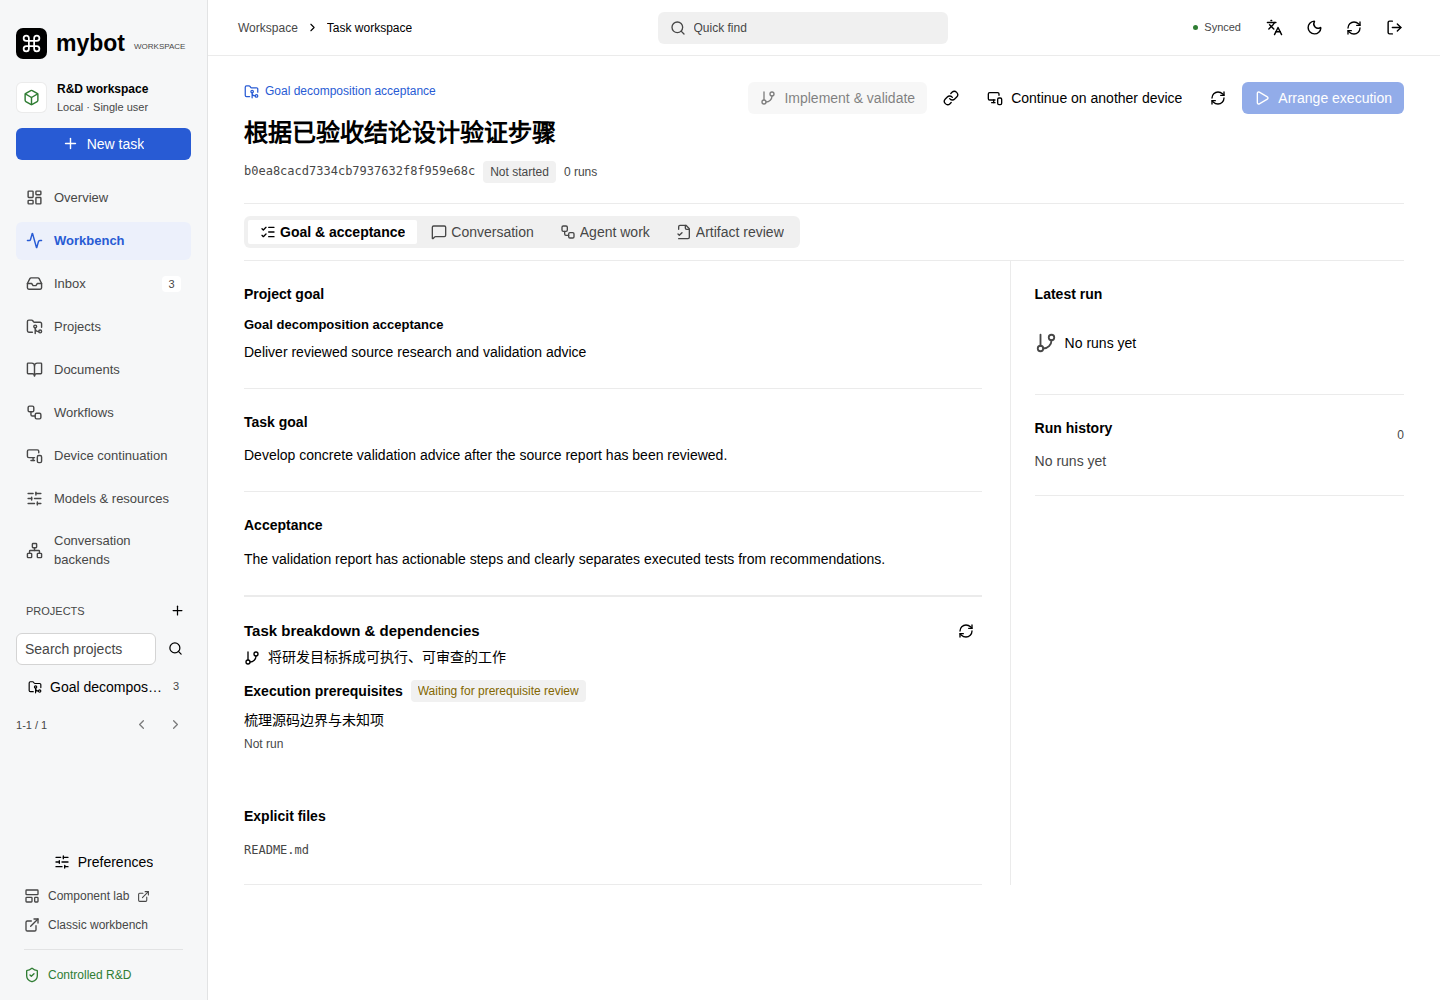 mybot WORKSPACE
R&D workspace
Local · Single user
New task
Overview
Workbench
Inbox 3
Projects
Documents
Workflows
Device continuation
Models & resources
Conversation
backends
PROJECTS
Search projects
Goal decompos… 3
1-1 / 1
Preferences
Component lab
Classic workbench
Controlled R&D
Workspace Task workspace
Quick find
Synced
Goal decomposition acceptance
Implement & validate
Continue on another device
Arrange execution
根据已验收结论设计验证步骤
b0ea8cacd7334cb7937632f8f959e68c Not started 0 runs
Goal & acceptance Conversation Agent work Artifact review
Project goal
Goal decomposition acceptance
Deliver reviewed source research and validation advice
Task goal
Develop concrete validation advice after the source report has been reviewed.
Acceptance
The validation report has actionable steps and clearly separates executed tests from recommendations.
Task breakdown & dependencies
将研发目标拆成可执行、可审查的工作
Execution prerequisites Waiting for prerequisite review
梳理源码边界与未知项
Not run
Explicit files
README.md
Latest run
No runs yet
Run history 0
No runs yet